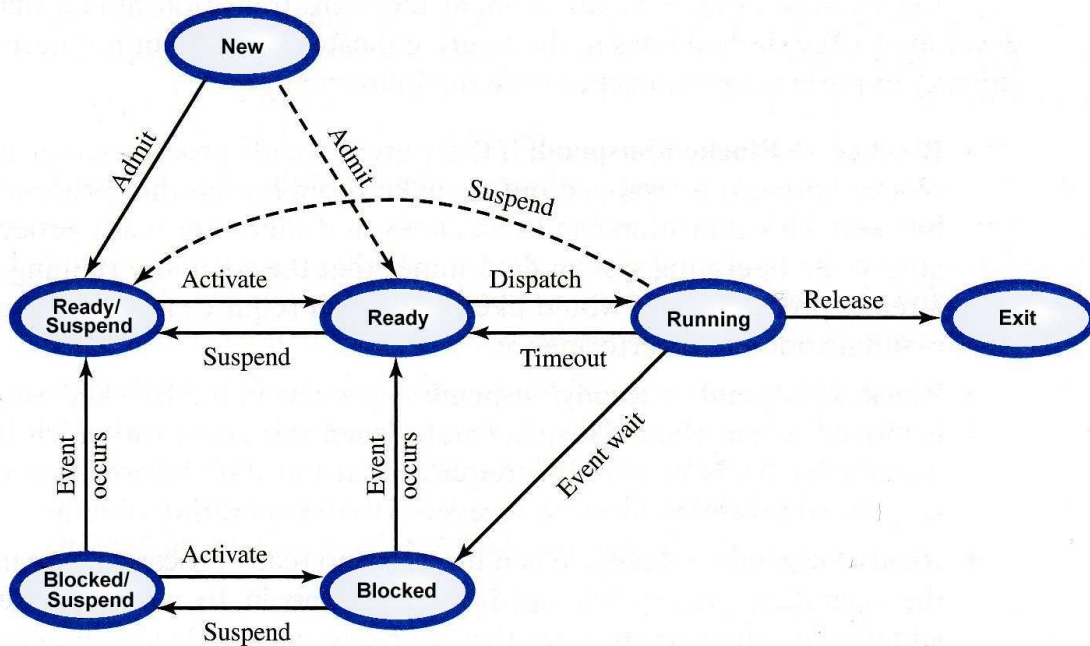 New
Admit
Admit
Suspend
Ready/
Suspend
Activate
Suspend
Ready
Dispatch
Timeout
Running
Release
Exit
Event
occurs
Event
occurs
Event wait
Blocked/
Suspend
Activate
Suspend
Blocked